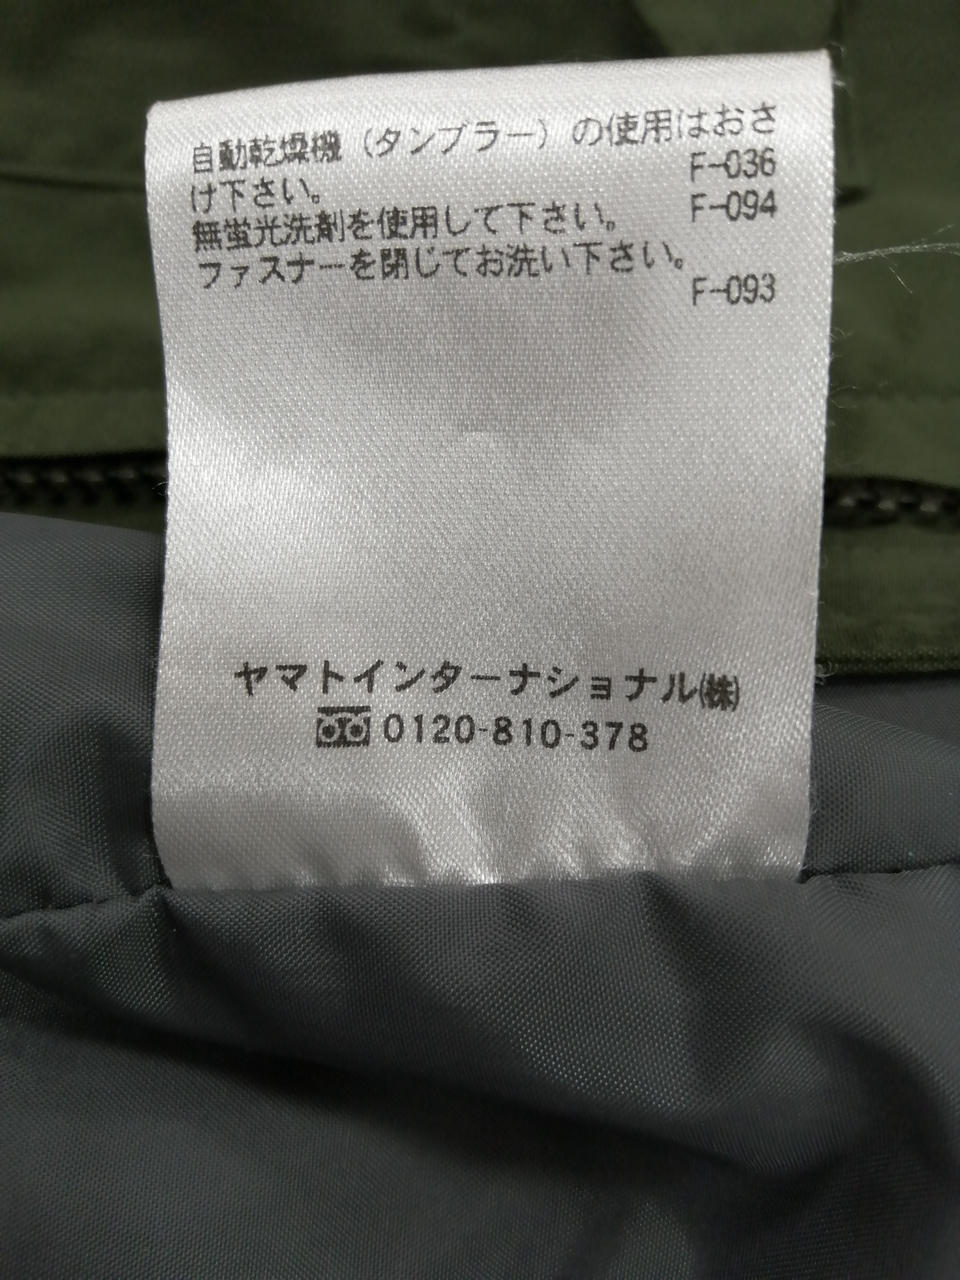 自動乾燥機（タンブラー）の使用はおさ
け下さい。 F-036
無蛍光洗剤を使用して下さい。 F-094
ファスナーを閉じてお洗い下さい。
F-093
ヤマトインターナショナル㈱
0120-810-378